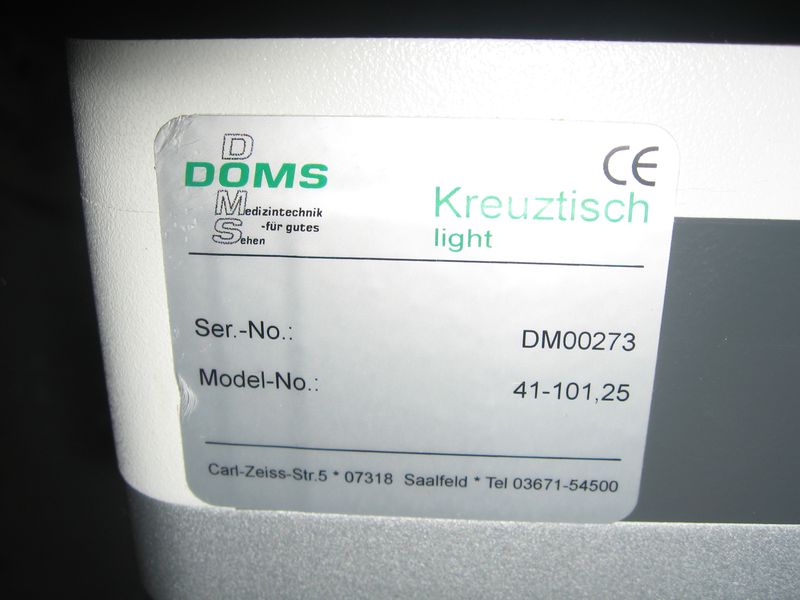 D
DOMS
Medizintechnik
-für gutes
Sehen
CE
Kreuztisch
light
Ser.-No.: DM00273
Model-No.: 41-101,25
Carl-Zeiss-Str.5 * 07318 Saalfeld * Tel 03671-54500